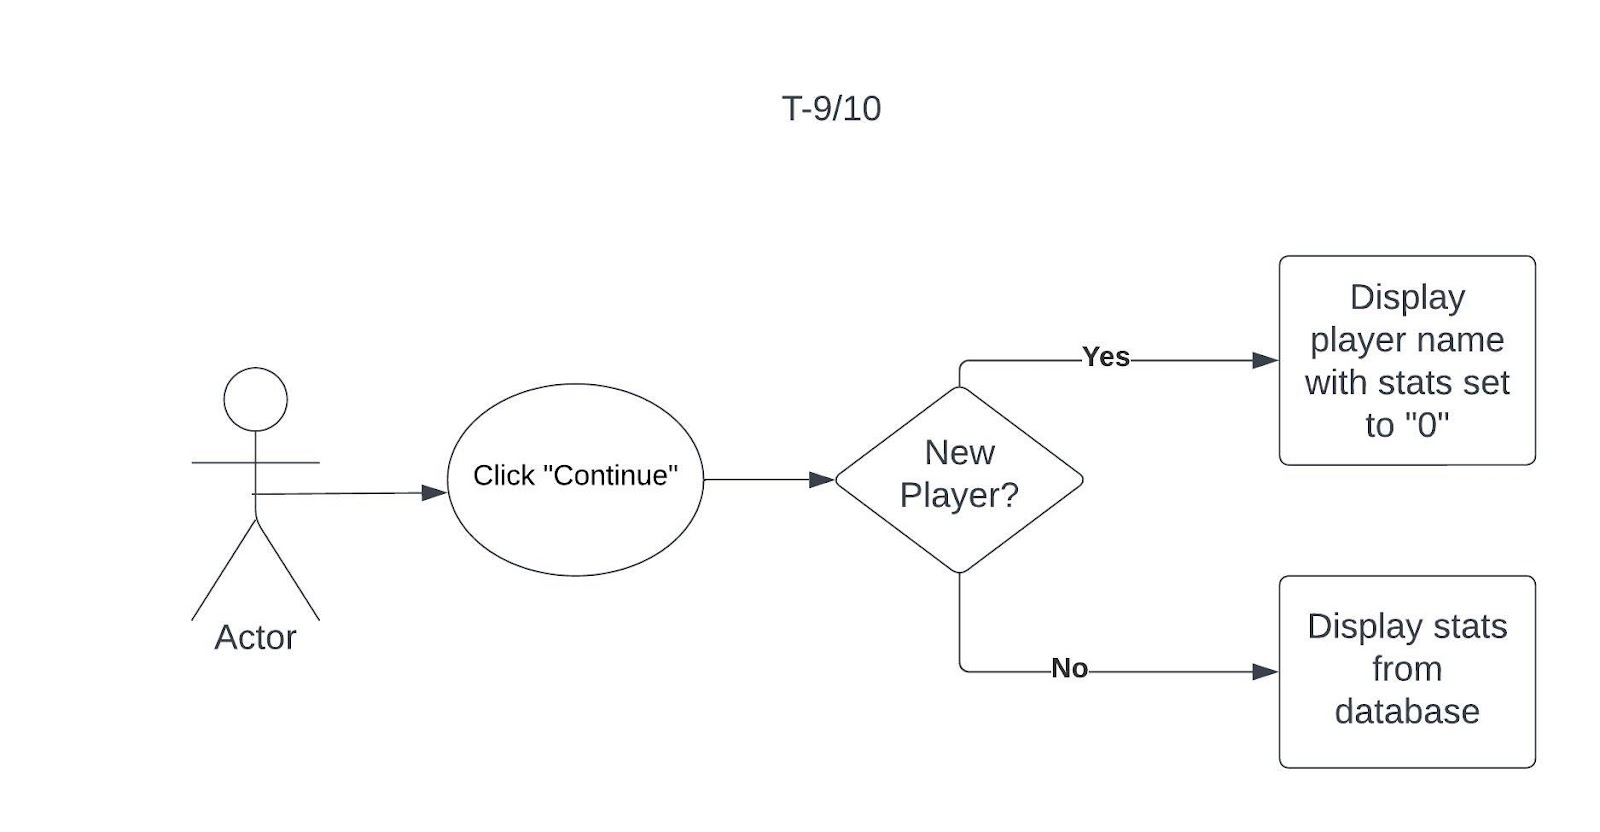 T-9/10
Actor
Click "Continue"
New
Player?
Yes
Display
player name
with stats set
to "0"
No
Display stats
from
database